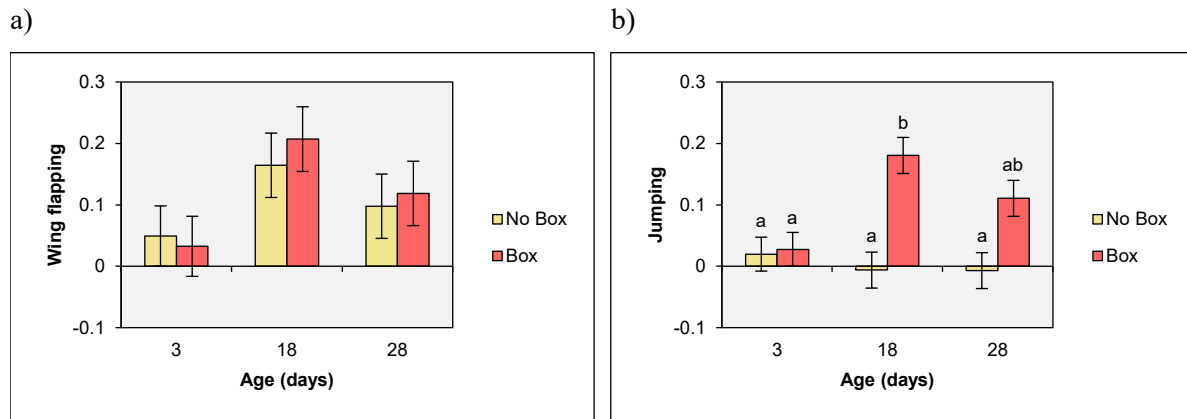 a)
0.3
0.2
0.1
0
-0.1
Wing flapping
3 18 28
Age (days)
No Box
Box
b)
0.3
0.2
0.1
0
-0.1
Jumping
a a a b a ab
3 18 28
Age (days)
No Box
Box